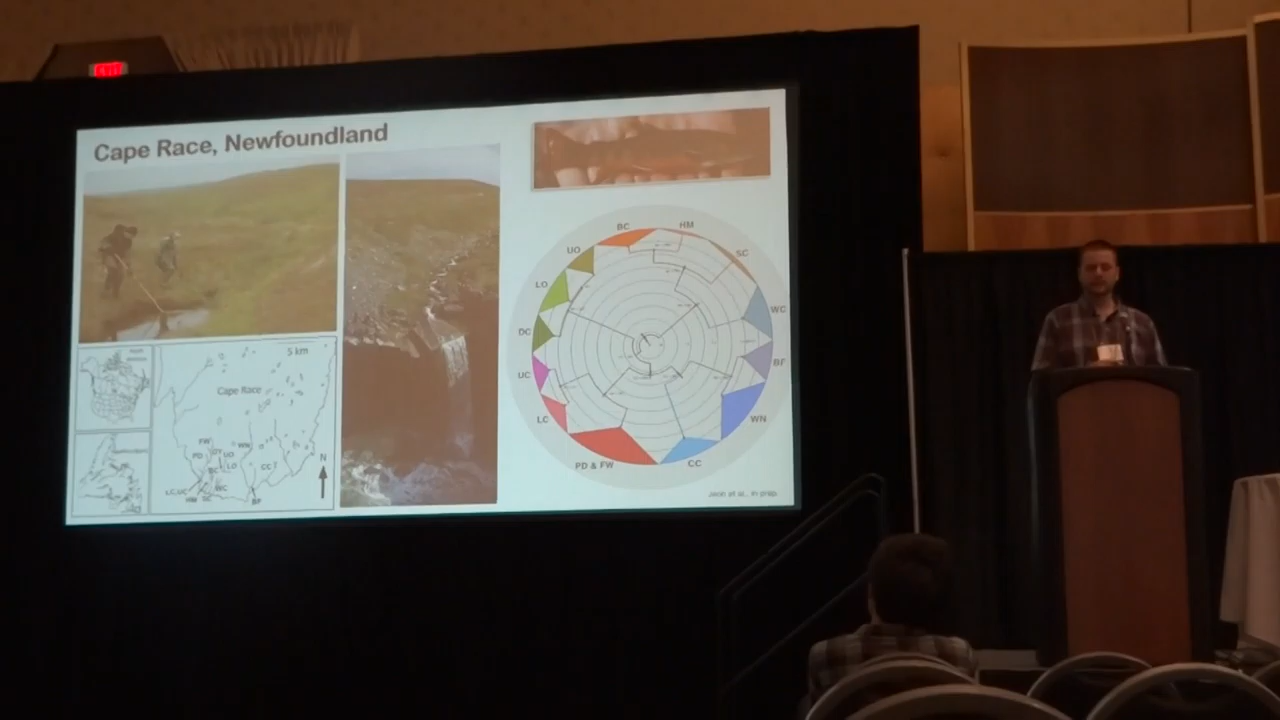 EXIT
Cape Race, Newfoundland
BC
HM
UO
SC
LO
WC
DC
BF
UC
WN
LC
PD & FW
CC
5 km
Cape Race
N
FW
WN
PD
UO
LO
CC
WC
LC,UC
HM
BF